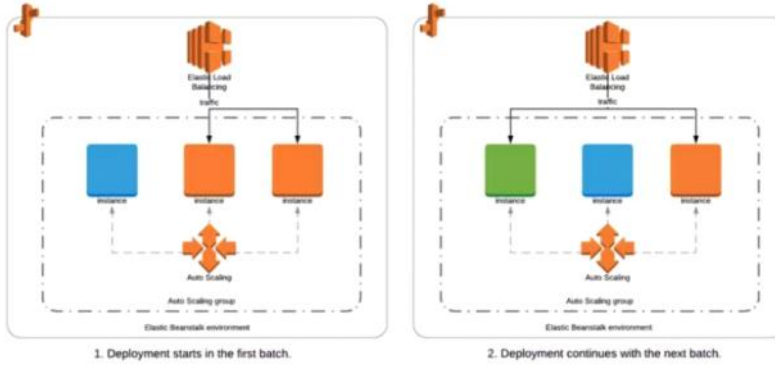 Elastic Load
Balancing
traffic
Instance
Instance
Instance
Auto Scaling
Auto Scaling group
Elastic Beanstalk environment
1. Deployment starts in the first batch.
Elastic Load
Balancing
traffic
Instance
Instance
Instance
Auto Scaling
Auto Scaling group
Elastic Beanstalk environment
2. Deployment continues with the next batch.